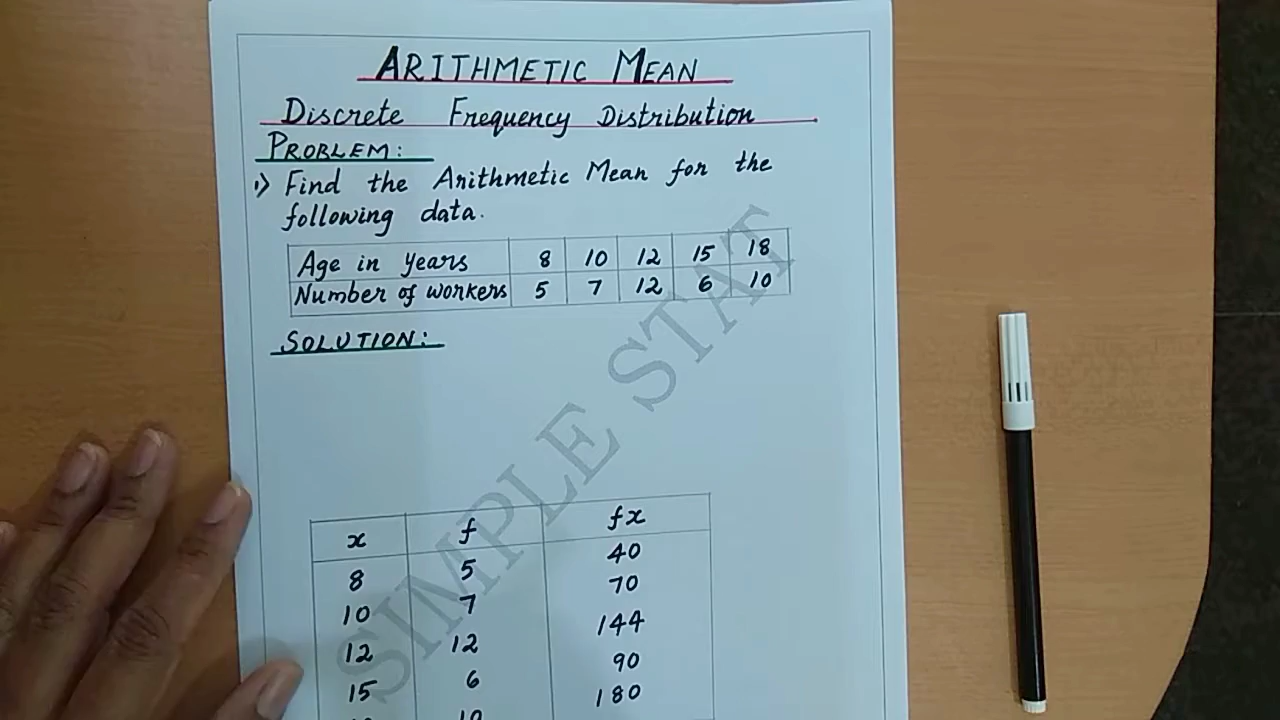 ARITHMETIC MEAN
Discrete Frequency Distribution
PROBLEM:
1) Find the Arithmetic Mean for the
following data.
Age in years 8 10 12 15 18
Number of workers 5 7 12 6 10
SOLUTION:
x f fx
8 5 40
10 7 70
12 12 144
15 6 90
10 180
SIMPLE STAT